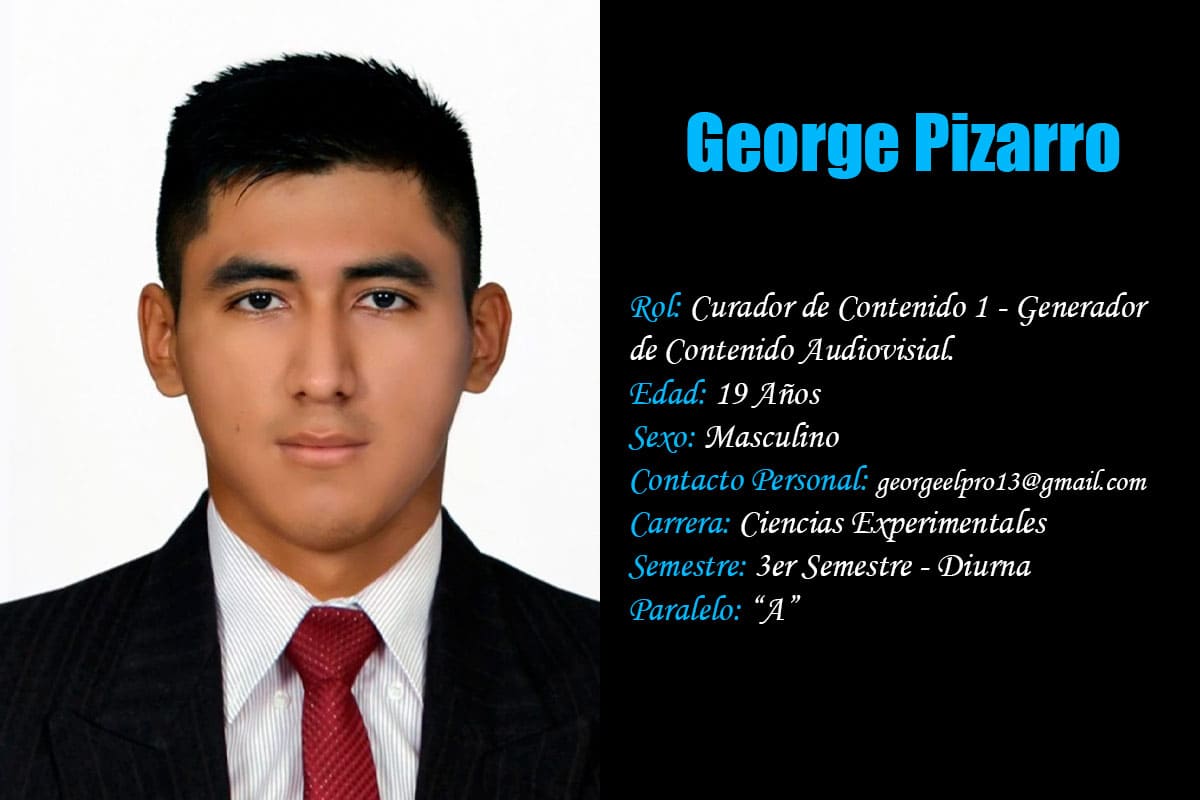 George Pizarro
Rol: Curador de Contenido 1 - Generador
de Contenido Audiovisial.
Edad: 19 Años
Sexo: Masculino
Contacto Personal: georgeelpro13@gmail.com
Carrera: Ciencias Experimentales
Semestre: 3er Semestre - Diurna
Paralelo: “A”